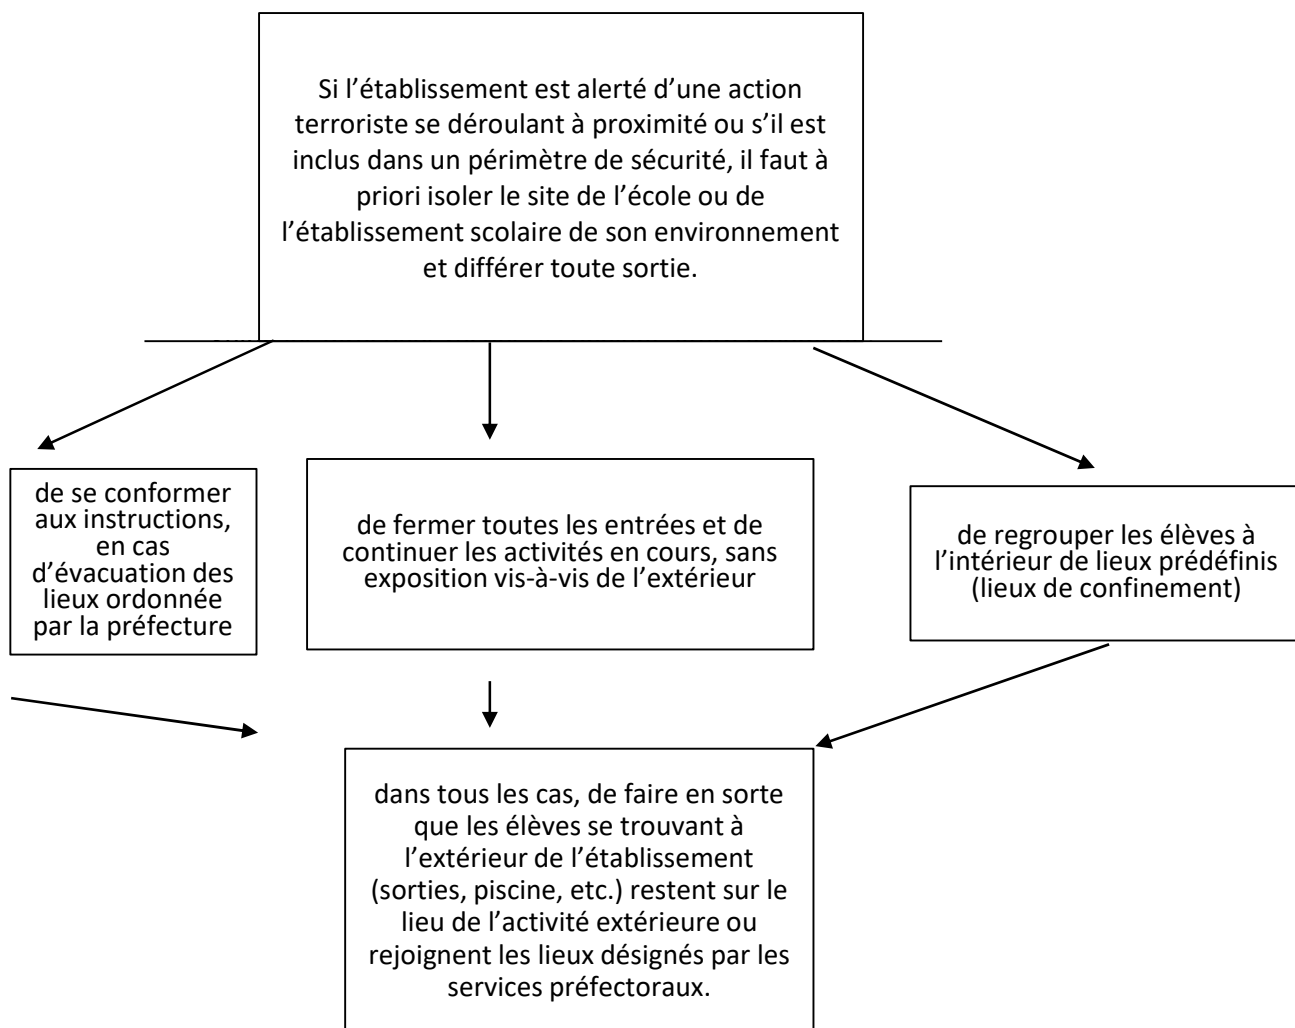 Si l’établissement est alerté d’une action
terroriste se déroulant à proximité ou s’il est
inclus dans un périmètre de sécurité, il faut à
priori isoler le site de l’école ou de
l’établissement scolaire de son environnement
et différer toute sortie.
de se conformer
aux instructions,
en cas
d’évacuation des
lieux ordonnée
par la préfecture
de fermer toutes les entrées et de
continuer les activités en cours, sans
exposition vis-à-vis de l’extérieur
de regrouper les élèves à
l’intérieur de lieux prédéfinis
(lieux de confinement)
dans tous les cas, de faire en sorte
que les élèves se trouvant à
l’extérieur de l’établissement
(sorties, piscine, etc.) restent sur le
lieu de l’activité extérieure ou
rejoignent les lieux désignés par les
services préfectoraux.